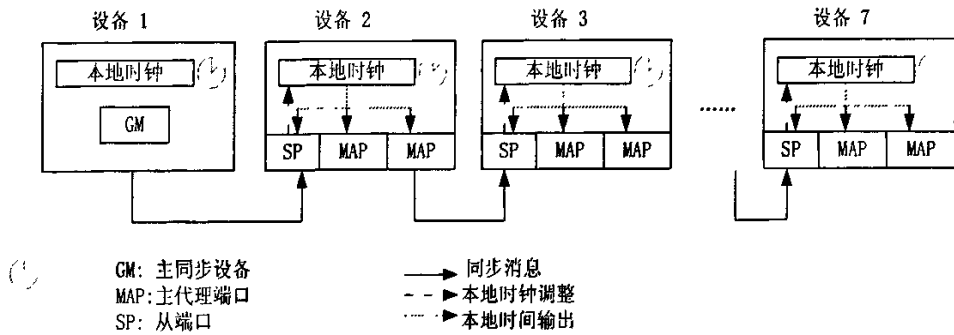 设备 1
设备 2
设备 3
设备 7
本地时钟
本地时钟
本地时钟
本地时钟
GM
SP MAP MAP
SP MAP MAP
SP MAP MAP
......
GM: 主同步设备
MAP:主代理端口
SP: 从端口
同步消息
本地时钟调整
本地时间输出